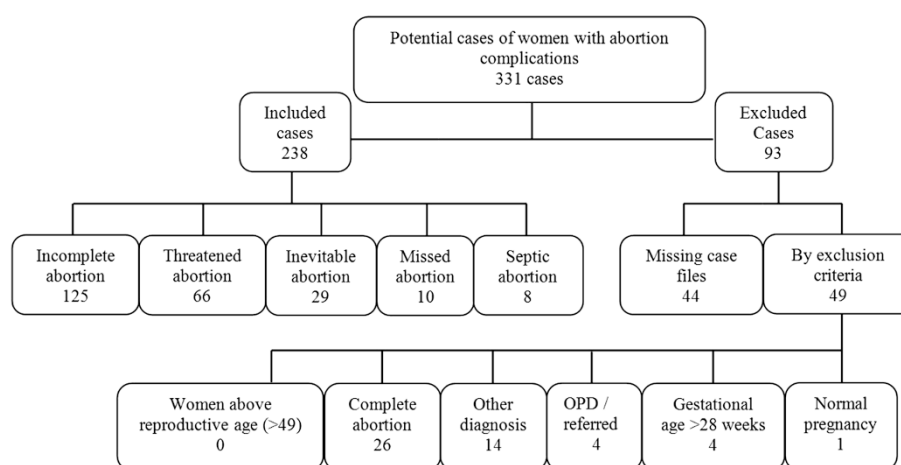 Potential cases of women with abortion
complications
331 cases
Included
cases
238
Excluded
Cases
93
Incomplete
abortion
125
Threatened
abortion
66
Inevitable
abortion
29
Missed
abortion
10
Septic
abortion
8
Missing case
files
44
By exclusion
criteria
49
Women above
reproductive age (>49)
0
Complete
abortion
26
Other
diagnosis
14
OPD /
referred
4
Gestational
age >28 weeks
4
Normal
pregnancy
1